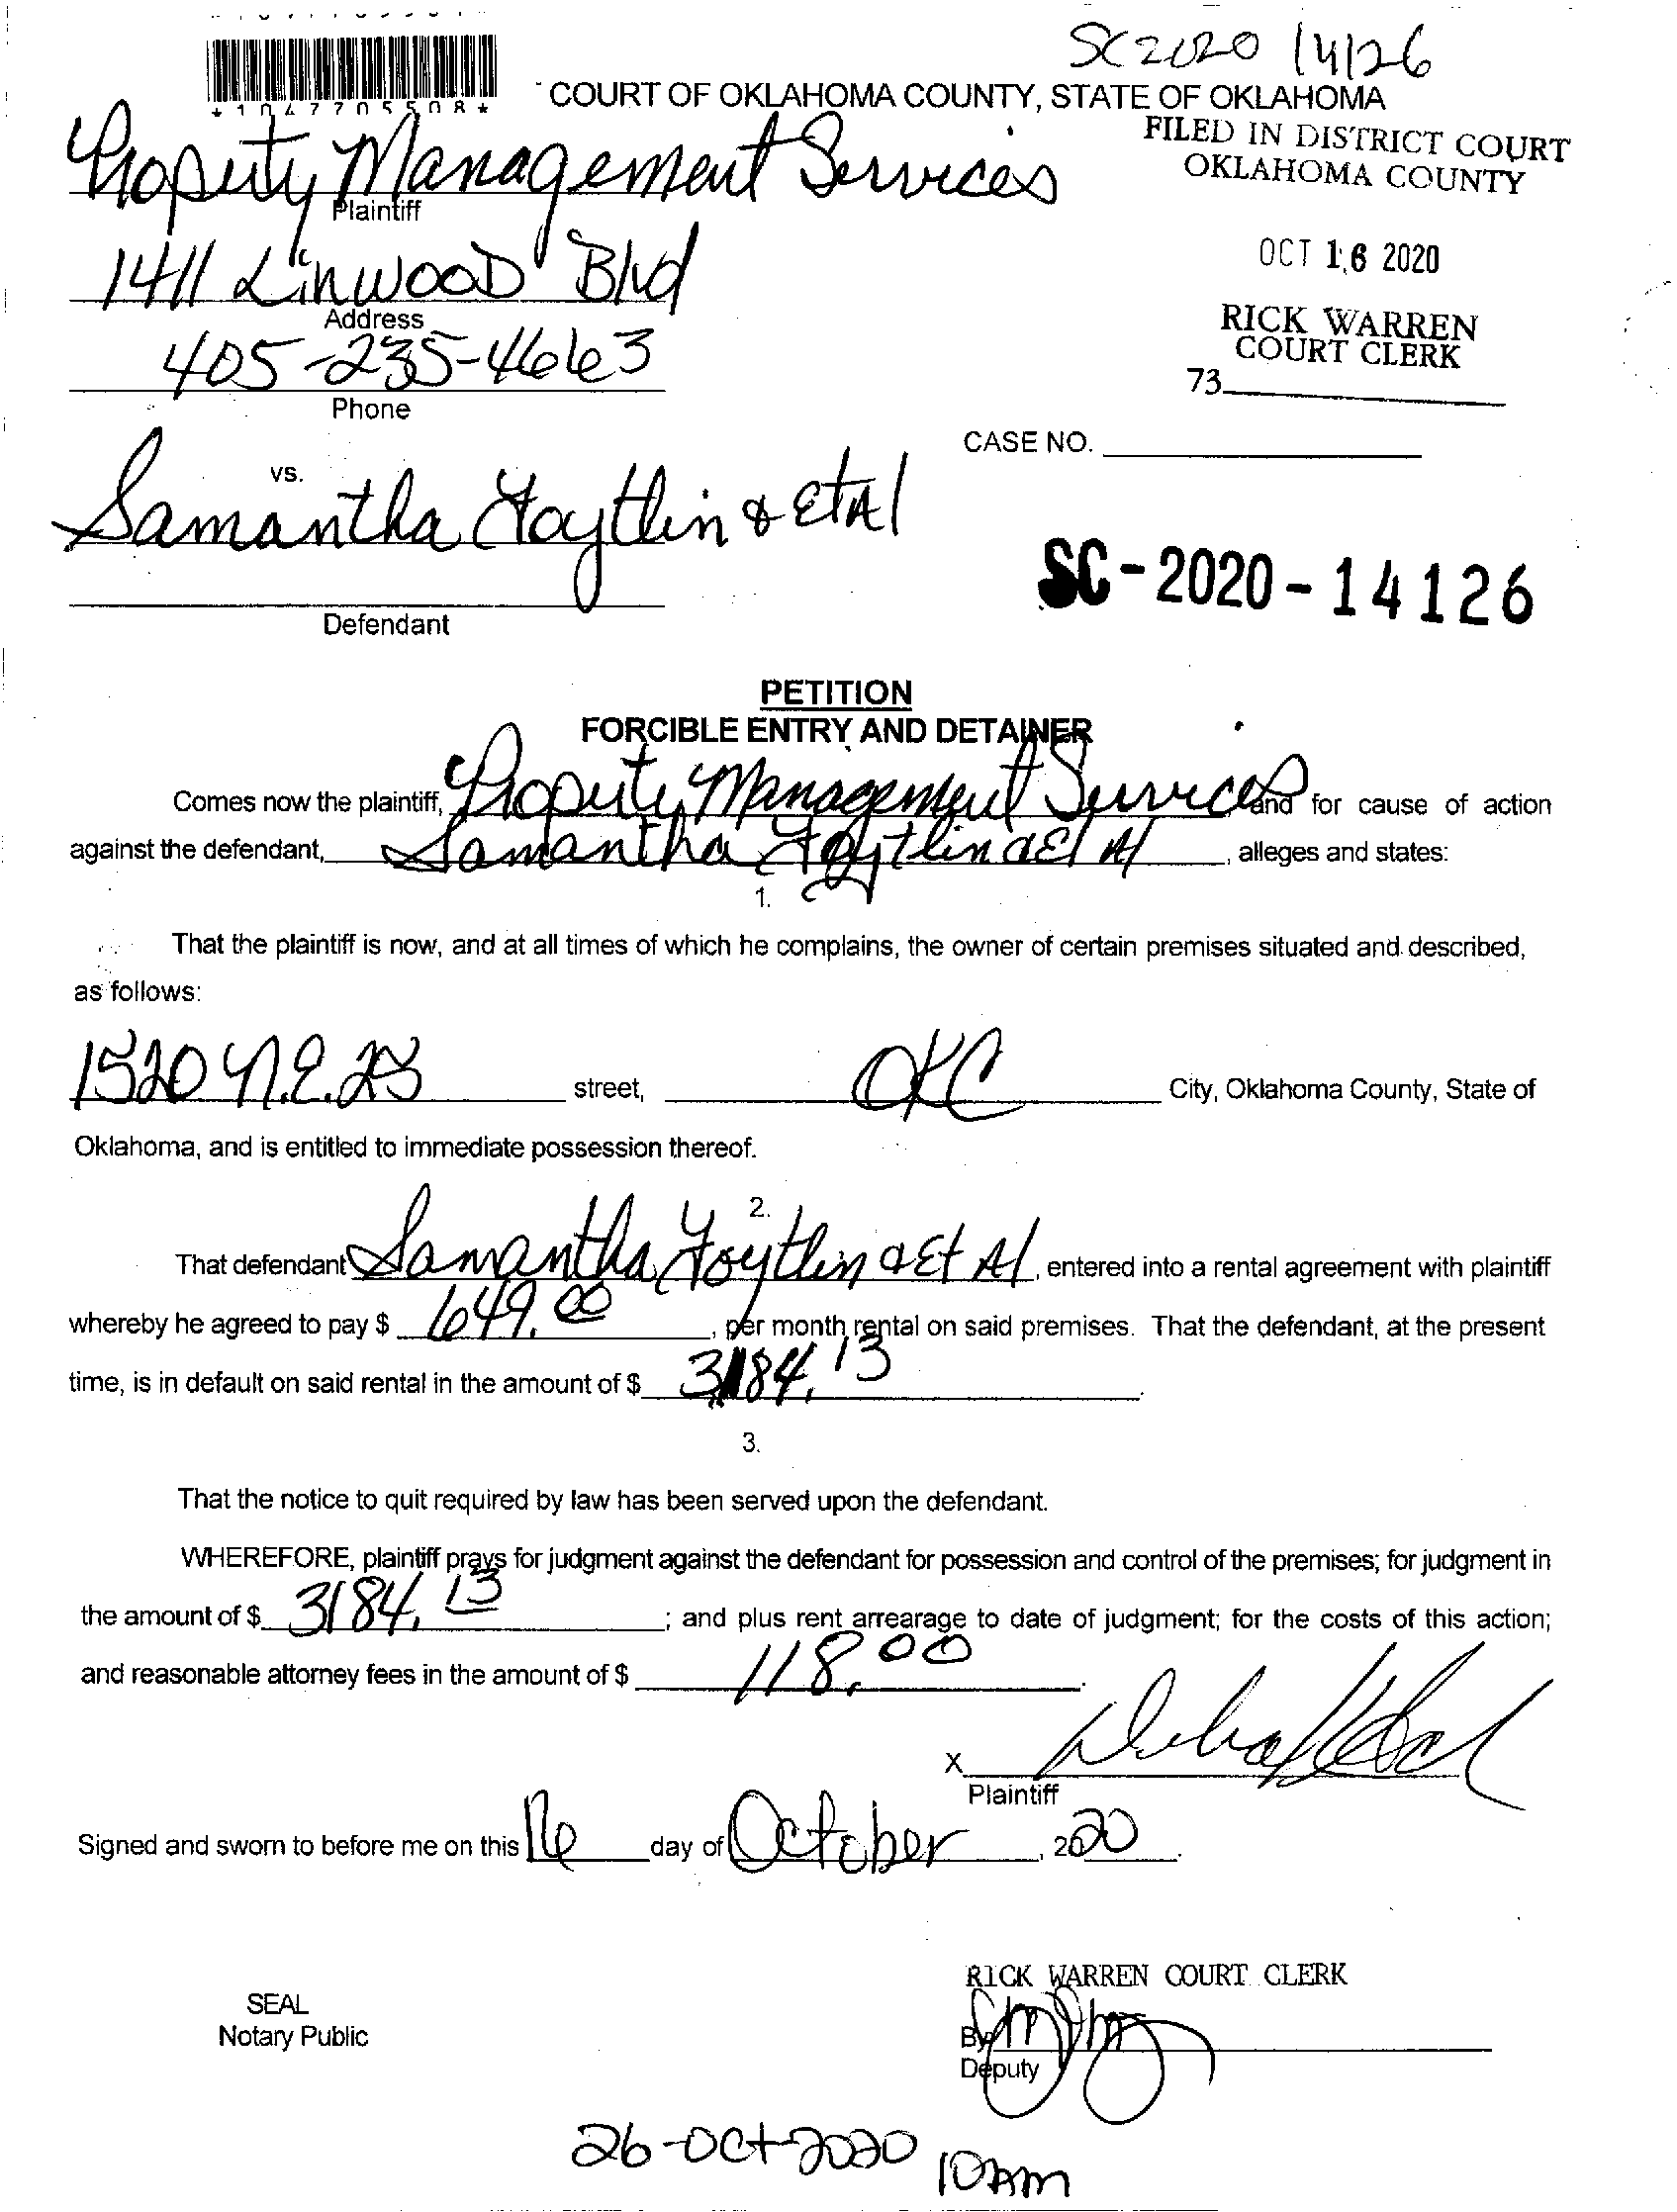 SC2020 14126
*1047705508*
COURT OF OKLAHOMA COUNTY, STATE OF OKLAHOMA
FILED IN DISTRICT COURT
OKLAHOMA COUNTY
Property Management Services
Plaintiff
OCT 16 2020
1411 Linwood Blvd
Address
RICK WARREN
COURT CLERK
405-235-4663
73
Phone
CASE NO.
vs.
Samantha Foytlin & Et Al
SC-2020-14126
Defendant
PETITION
FORCIBLE ENTRY AND DETAINER
Comes now the plaintiff, Property Management Services and for cause of action
against the defendant, Samantha Foytlin & Et Al, alleges and states:
1.
That the plaintiff is now, and at all times of which he complains, the owner of certain premises situated and described,
as follows:
1520 N.E. 23 street, OKC City, Oklahoma County, State of
Oklahoma, and is entitled to immediate possession thereof.
2.
That defendant Samantha Foytlin & Et Al, entered into a rental agreement with plaintiff
whereby he agreed to pay $ 649.00, per month rental on said premises. That the defendant, at the present
time, is in default on said rental in the amount of $ 3184.13.
3.
That the notice to quit required by law has been served upon the defendant.
WHEREFORE, plaintiff prays for judgment against the defendant for possession and control of the premises; for judgment in
the amount of $ 3184.13; and plus rent arrearage to date of judgment; for the costs of this action;
and reasonable attorney fees in the amount of $ 118.00.
X
Plaintiff
Signed and sworn to before me on this 16 day of October, 2020.
RICK WARREN COURT CLERK
SEAL
Notary Public
By
Deputy
26-Oct-2020 10AM